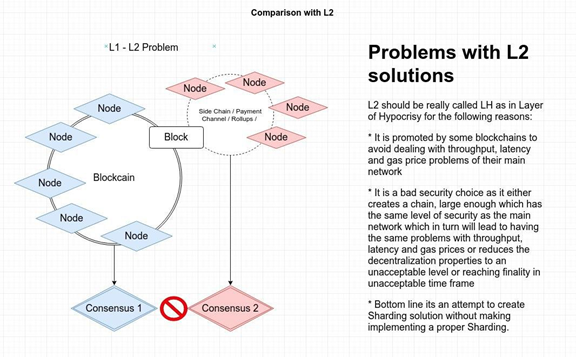 Comparison with L2
L1 - L2 Problem
Node
Node
Node
Node
Side Chain / Payment
Channel / Rollups /
Node
Block
Node
Node
Blockcain
Node
Node
Consensus 1
Consensus 2
Problems with L2
solutions
L2 should be really called LH as in Layer
of Hypocrisy for the following reasons:
* It is promoted by some blockchains to
avoid dealing with throughput, latency
and gas price problems of their main
network
* It is a bad security choice as it either
creates a chain, large enough which has
the same level of security as the main
network which in turn will lead to having
the same problems with throughput,
latency and gas prices or reduces the
decentralization properties to an
unacceptable level or reaching finality in
unacceptable time frame
* Bottom line its an attempt to create
Sharding solution without making
implementing a proper Sharding.